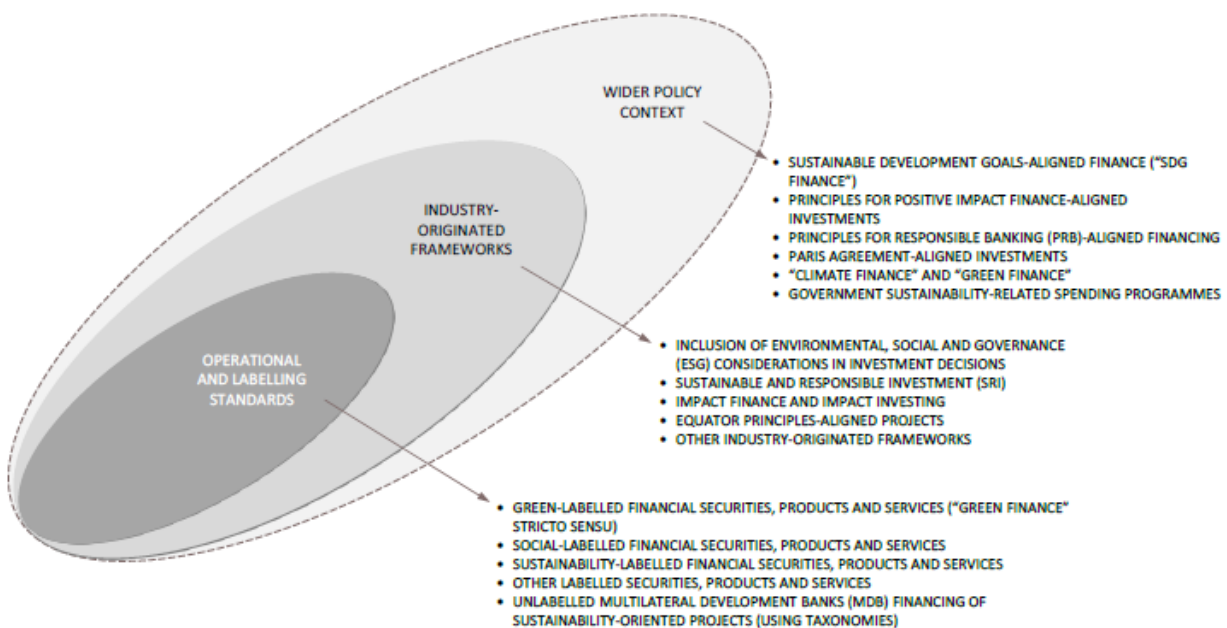 WIDER POLICY
CONTEXT
• SUSTAINABLE DEVELOPMENT GOALS-ALIGNED FINANCE ("SDG
FINANCE")
• PRINCIPLES FOR POSITIVE IMPACT FINANCE-ALIGNED
INVESTMENTS
• PRINCIPLES FOR RESPONSIBLE BANKING (PRB)-ALIGNED FINANCING
• PARIS AGREEMENT-ALIGNED INVESTMENTS
• "CLIMATE FINANCE" AND "GREEN FINANCE"
• GOVERNMENT SUSTAINABILITY-RELATED SPENDING PROGRAMMES
INDUSTRY-
ORIGINATED
FRAMEWORKS
• INCLUSION OF ENVIRONMENTAL, SOCIAL AND GOVERNANCE
(ESG) CONSIDERATIONS IN INVESTMENT DECISIONS
• SUSTAINABLE AND RESPONSIBLE INVESTMENT (SRI)
• IMPACT FINANCE AND IMPACT INVESTING
• EQUATOR PRINCIPLES-ALIGNED PROJECTS
• OTHER INDUSTRY-ORIGINATED FRAMEWORKS
OPERATIONAL
AND LABELLING
STANDARDS
• GREEN-LABELLED FINANCIAL SECURITIES, PRODUCTS AND SERVICES ("GREEN FINANCE"
STRICTO SENSU)
• SOCIAL-LABELLED FINANCIAL SECURITIES, PRODUCTS AND SERVICES
• SUSTAINABILITY-LABELLED FINANCIAL SECURITIES, PRODUCTS AND SERVICES
• OTHER LABELLED SECURITIES, PRODUCTS AND SERVICES
• UNLABELLED MULTILATERAL DEVELOPMENT BANKS (MDB) FINANCING OF
SUSTAINABILITY-ORIENTED PROJECTS (USING TAXONOMIES)